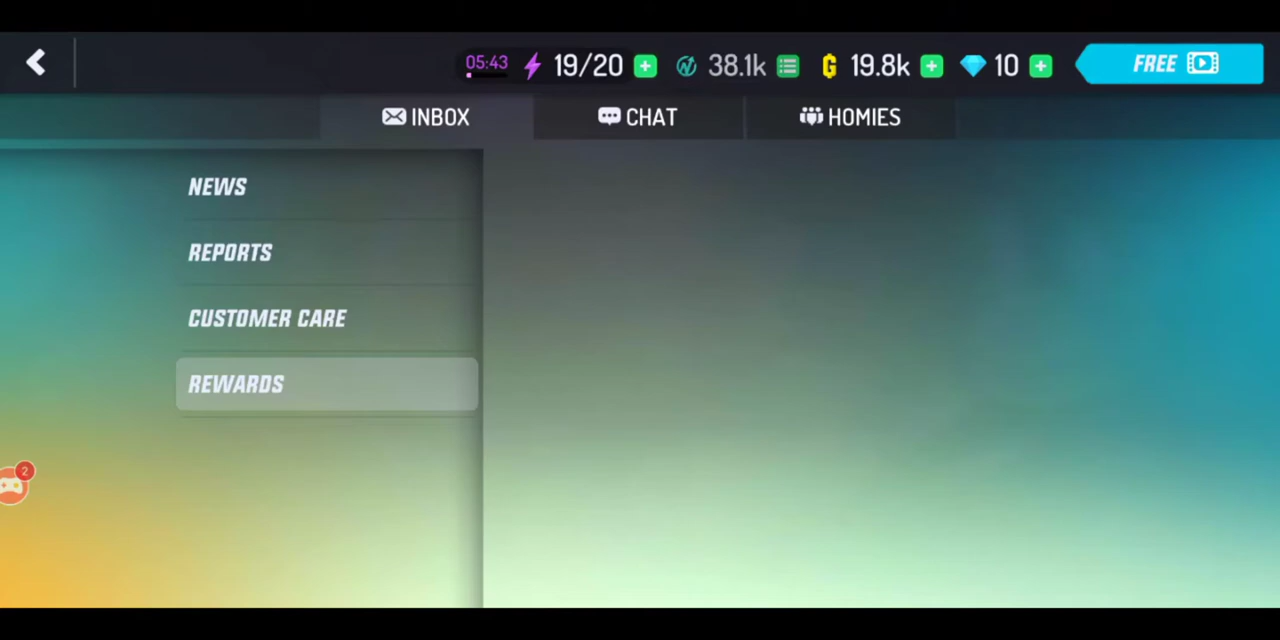 05:43 19/20 38.1k G 19.8k 10 FREE
INBOX CHAT HOMIES
NEWS
REPORTS
CUSTOMER CARE
REWARDS
2